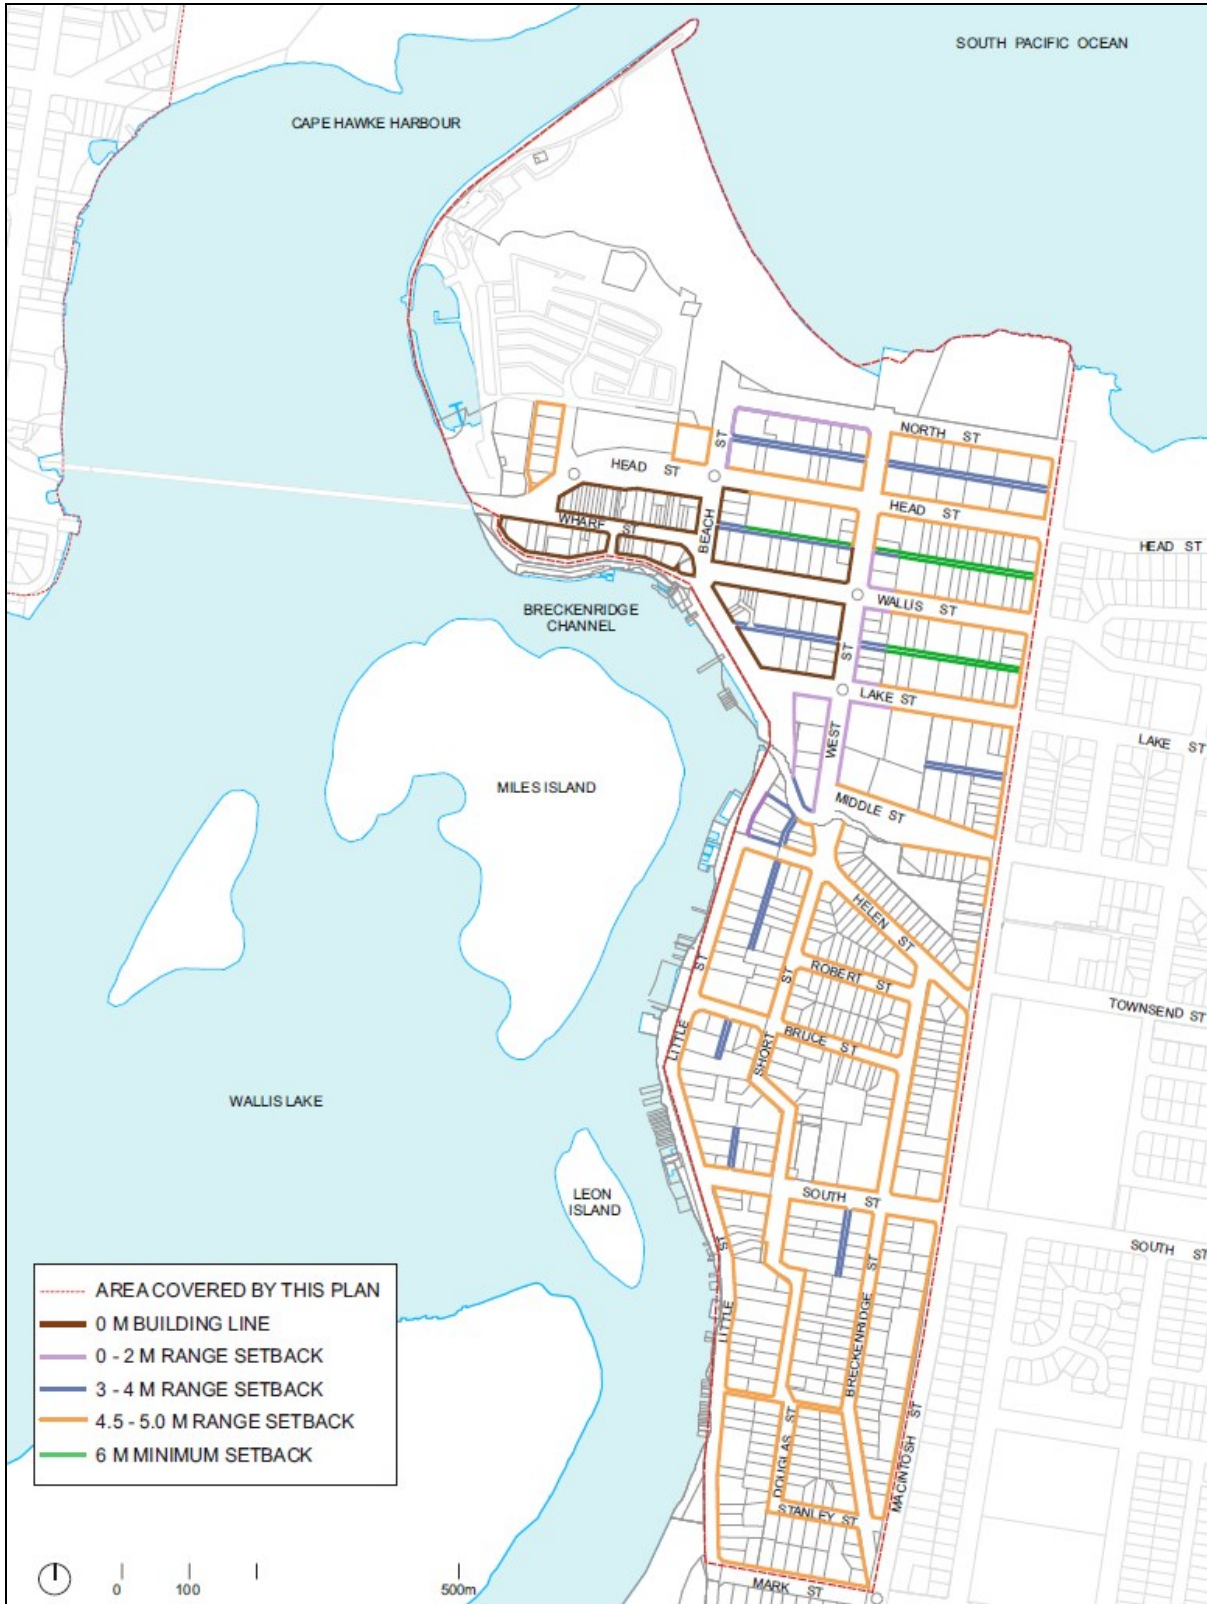 SOUTH PACIFIC OCEAN
CAPE HAWKE HARBOUR
NORTH ST
ST
HEAD ST
HEAD ST
WHARF ST
BEACH
HEAD ST
BRECKENRIDGE
CHANNEL
WALLIS ST
ST
LAKE ST
WEST
LAKE ST
MILES ISLAND
MIDDLE ST
HELEN ST
ST
ROBERT ST
ST
TOWNSEND ST
LITTLE
SHORT
BRUCE ST
WALLIS LAKE
LEON
ISLAND
SOUTH ST
ST
SOUTH ST
ST
LITTLE
BRECKENRIDGE
AREA COVERED BY THIS PLAN
0 M BUILDING LINE
0 - 2 M RANGE SETBACK
3 - 4 M RANGE SETBACK
4.5 - 5.0 M RANGE SETBACK
6 M MINIMUM SETBACK
DOUGLAS ST
MACINTOSH ST
STANLEY ST
MARK ST
0 100 500m